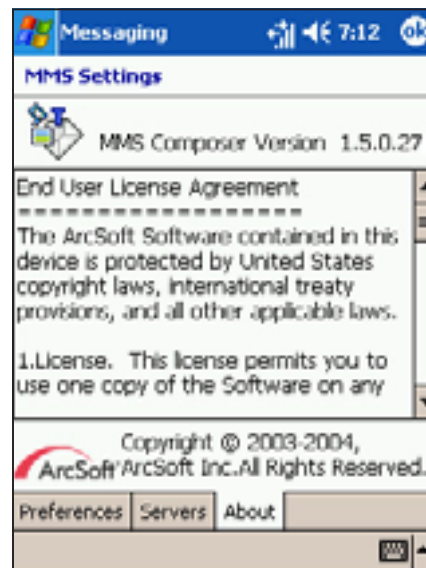 Messaging 7:12 ok
MMS Settings
MMS Composer Version 1.5.0.27
End User License Agreement
===================
The ArcSoft Software contained in this
device is protected by United States
copyright laws, international treaty
provisions, and all other applicable laws.
1.License. This license permits you to
use one copy of the Software on any
Copyright © 2003-2004,
ArcSoft ArcSoft Inc.All Rights Reserved.
Preferences Servers About